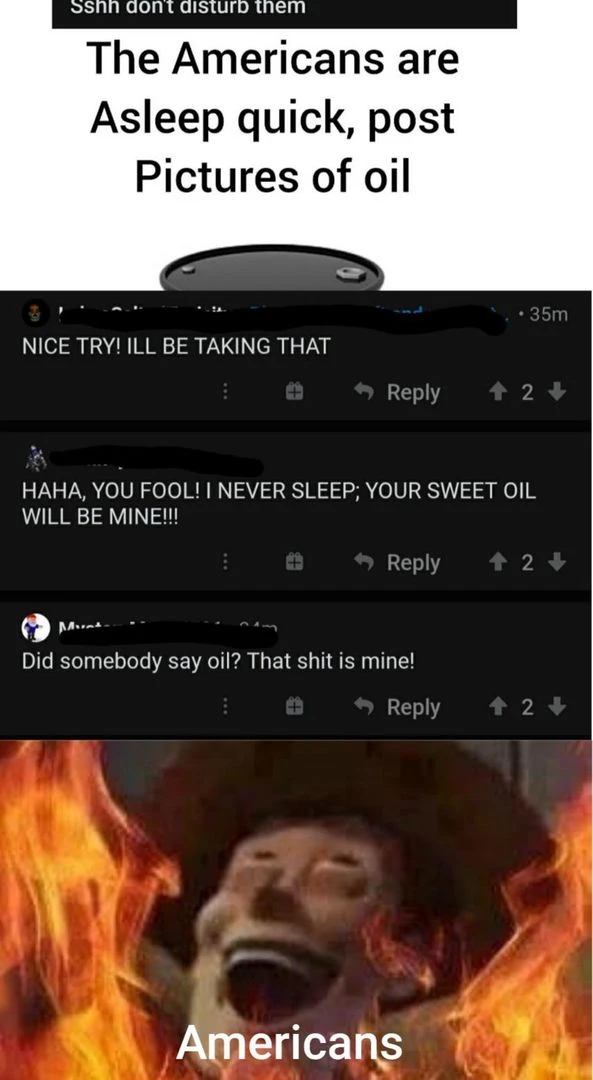 Sshh don't disturb them
The Americans are
Asleep quick, post
Pictures of oil
• 35m
NICE TRY! ILL BE TAKING THAT
Reply 2
HAHA, YOU FOOL! I NEVER SLEEP; YOUR SWEET OIL
WILL BE MINE!!!
Reply 2
Did somebody say oil? That shit is mine!
Reply 2
Americans